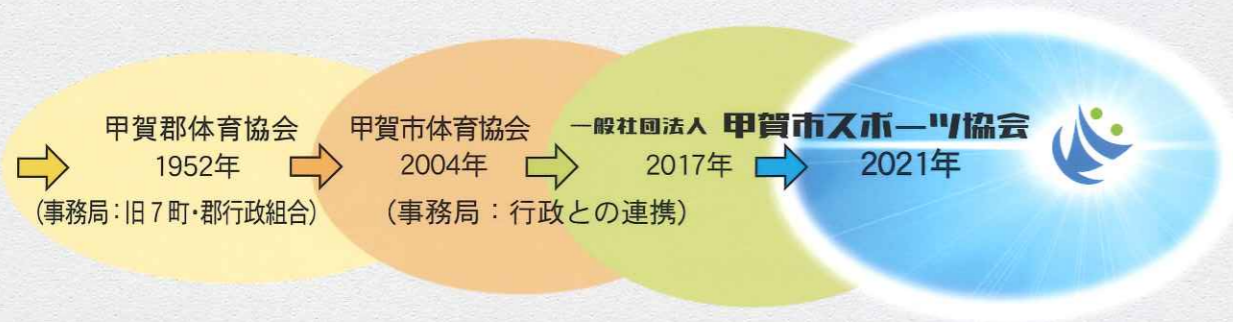 甲賀郡体育協会
1952年
(事務局:旧7町・郡行政組合)
甲賀市体育協会
2004年
(事務局:行政との連携)
一般社団法人 甲賀市スポーツ協会
2017年
2021年